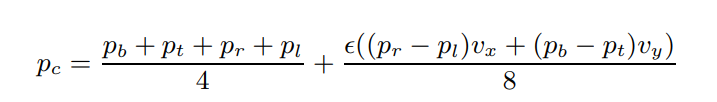 $p_c = \frac{p_b + p_t + p_r + p_l}{4} + \frac{\epsilon((p_r - p_l)v_x + (p_b - p_t)v_y)}{8}$